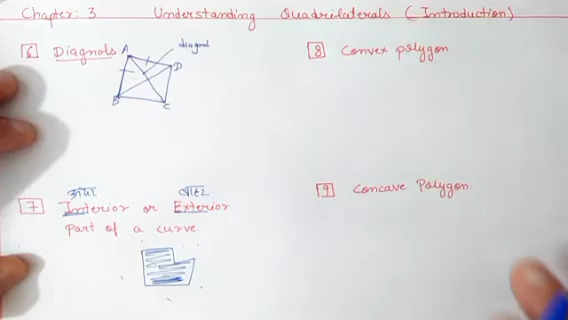 Chapter: 3 Understanding Quadrilaterals (Introduction)
6 Diagnols
diagonal
A
D
B
C
7 अंदर बाहर
Interior or Exterior
part of a curve.
8 Convex polygon
9 Concave Polygon.